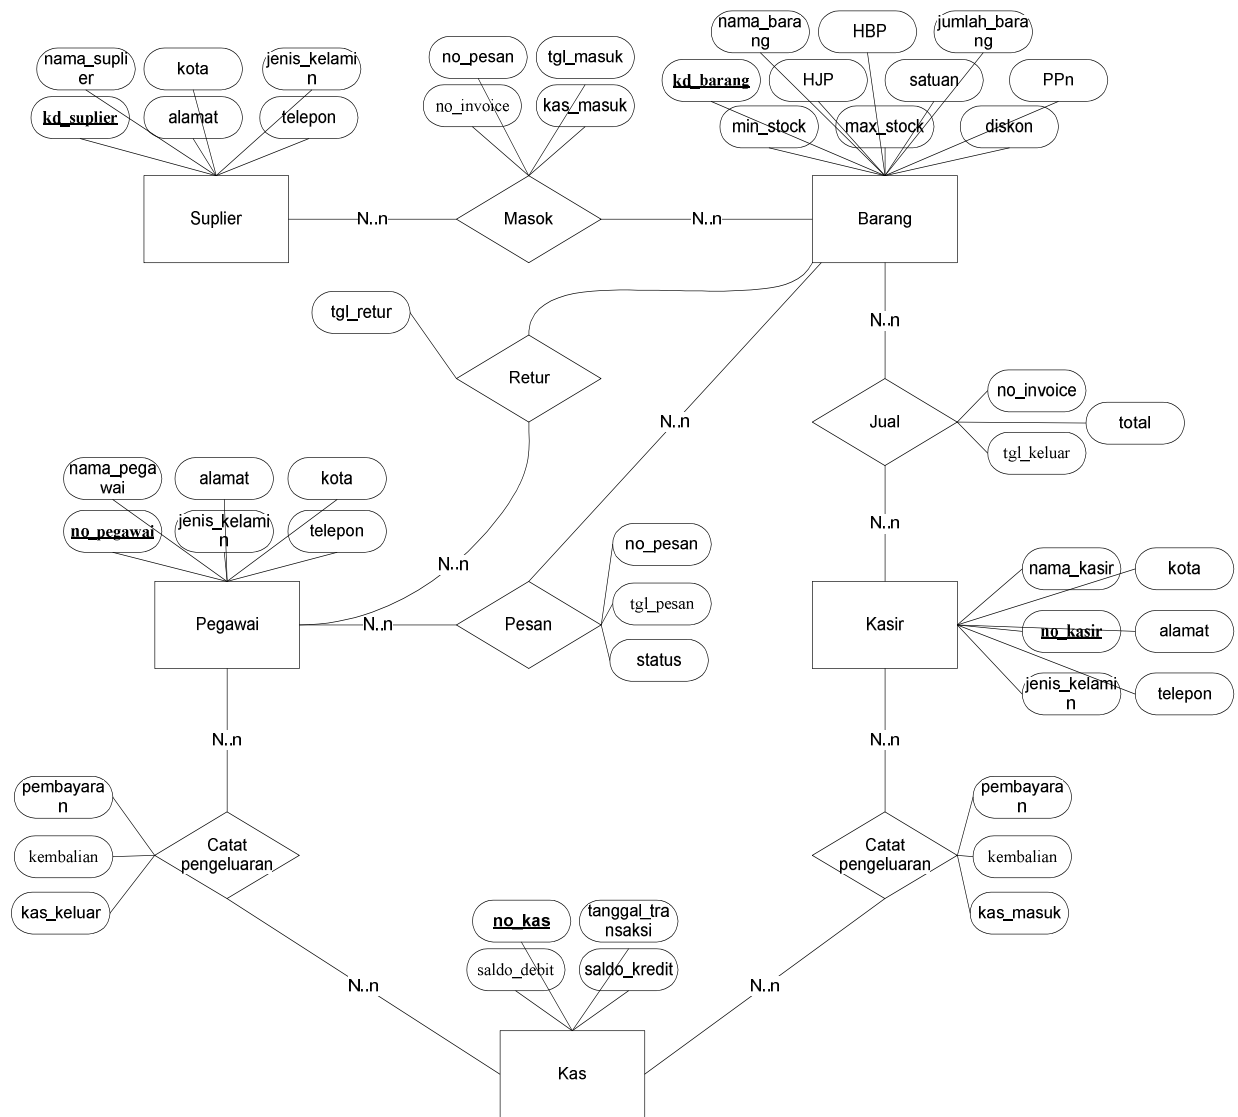 nama_supli
er
kota
jenis_kelami
n
kd_suplier
alamat
telepon
no_pesan
tgl_masuk
no_invoice
kas_masuk
nama_bara
ng
HBP
jumlah_bara
ng
kd_barang
HJP
satuan
PPn
min_stock
max_stock
diskon
Suplier
N..n
Masok
N..n
Barang
tgl_retur
Retur
N..n
N..n
Jual
no_invoice
total
tgl_keluar
N..n
nama_pega
wai
alamat
kota
no_pegawai
jenis_kelami
n
telepon
N..n
Pegawai
N..n
Pesan
no_pesan
tgl_pesan
status
Kasir
nama_kasir
kota
no_kasir
alamat
jenis_kelami
n
telepon
N..n
N..n
pembayara
n
kembalian
kas_keluar
Catat
pengeluaran
Catat
pengeluaran
pembayara
n
kembalian
kas_masuk
N..n
N..n
no_kas
tanggal_tra
nsaksi
saldo_debit
saldo_kredit
Kas